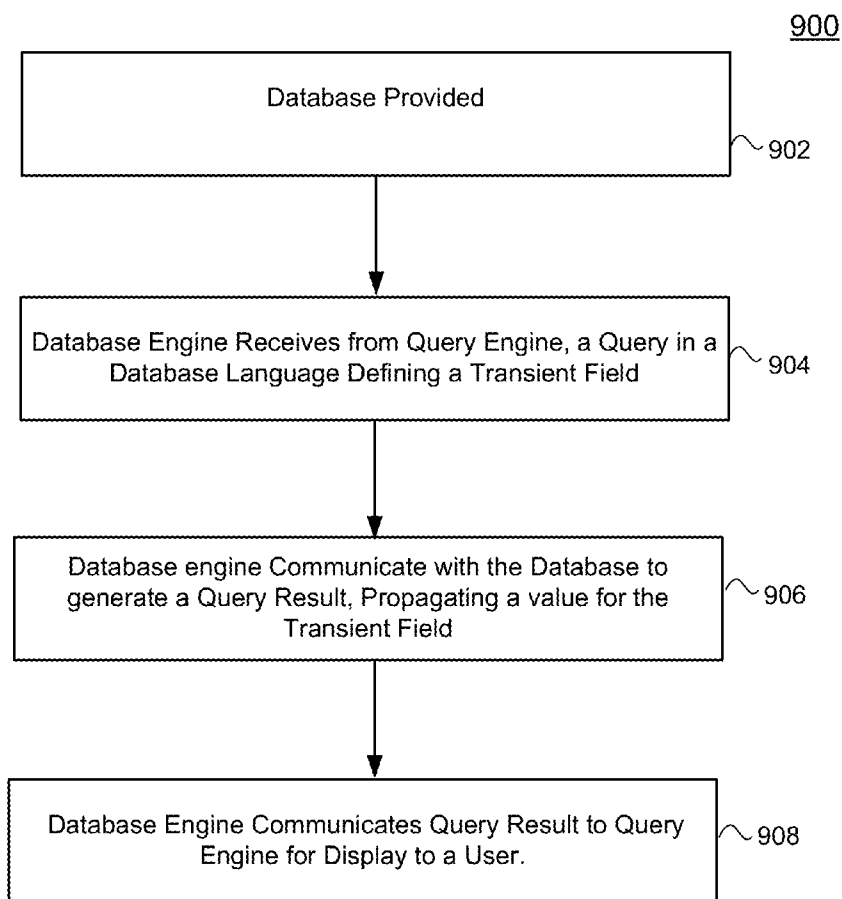 900
Database Provided
902
Database Engine Receives from Query Engine, a Query in a
Database Language Defining a Transient Field
904
Database engine Communicate with the Database to
generate a Query Result, Propagating a value for the
Transient Field
906
Database Engine Communicates Query Result to Query
Engine for Display to a User.
908